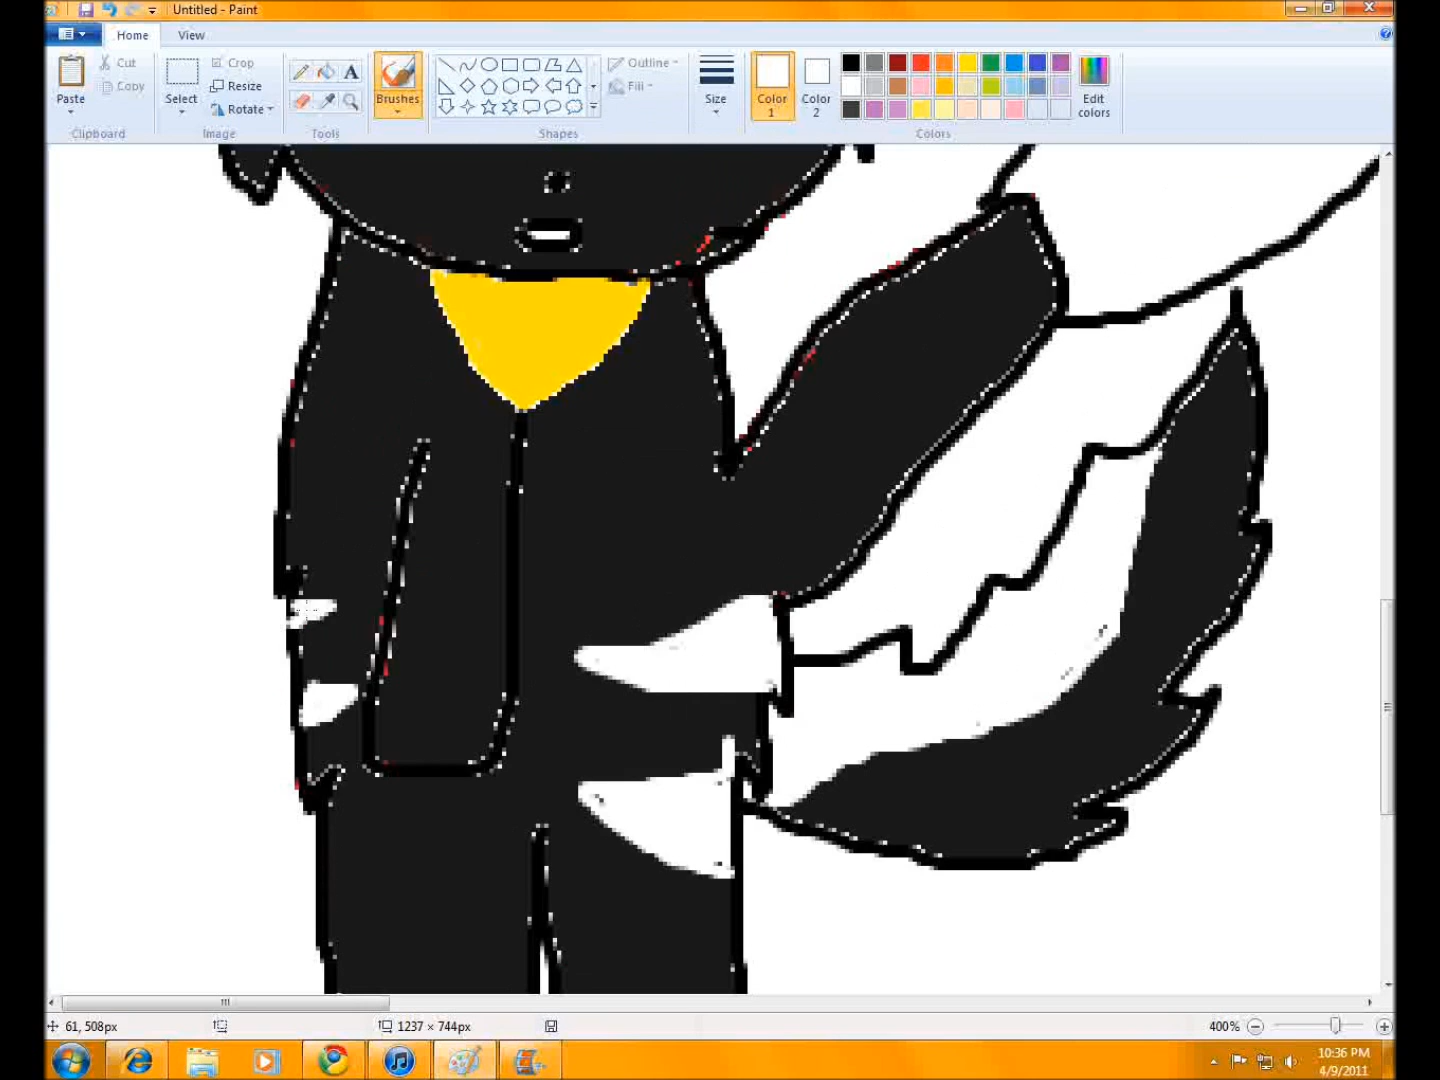 Untitled - Paint
Home View
Paste
Cut
Copy
Clipboard
Select
Crop
Resize
Rotate
Image
A
Tools
Brushes
Outline
Fill
Shapes
Size
Color 1
Color 2
Edit colors
Colors
61, 508px
1237 × 744px
400%
10:36 PM
4/9/2011